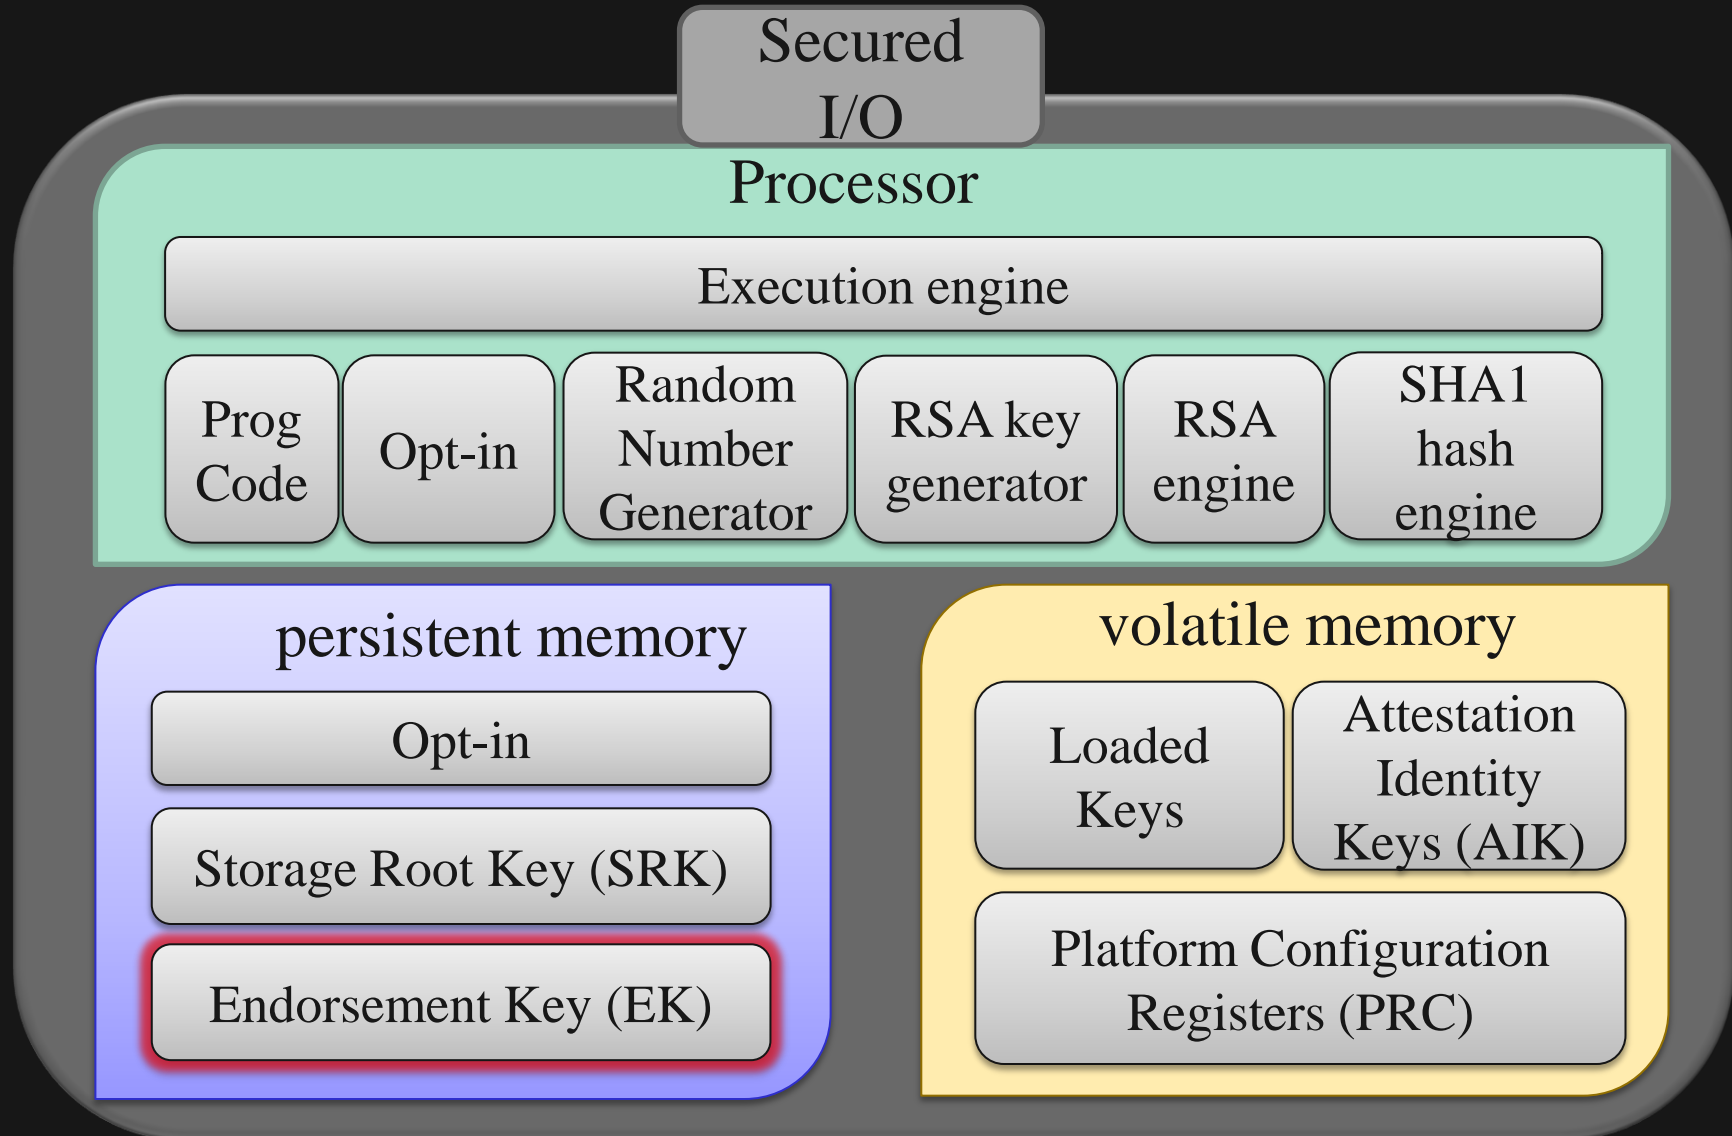 Secured
I/O
Processor
Execution engine
Prog
Code
Opt-in
Random
Number
Generator
RSA key
generator
RSA
engine
SHA1
hash
engine
persistent memory
Opt-in
Storage Root Key (SRK)
Endorsement Key (EK)
volatile memory
Loaded
Keys
Attestation
Identity
Keys (AIK)
Platform Configuration
Registers (PRC)